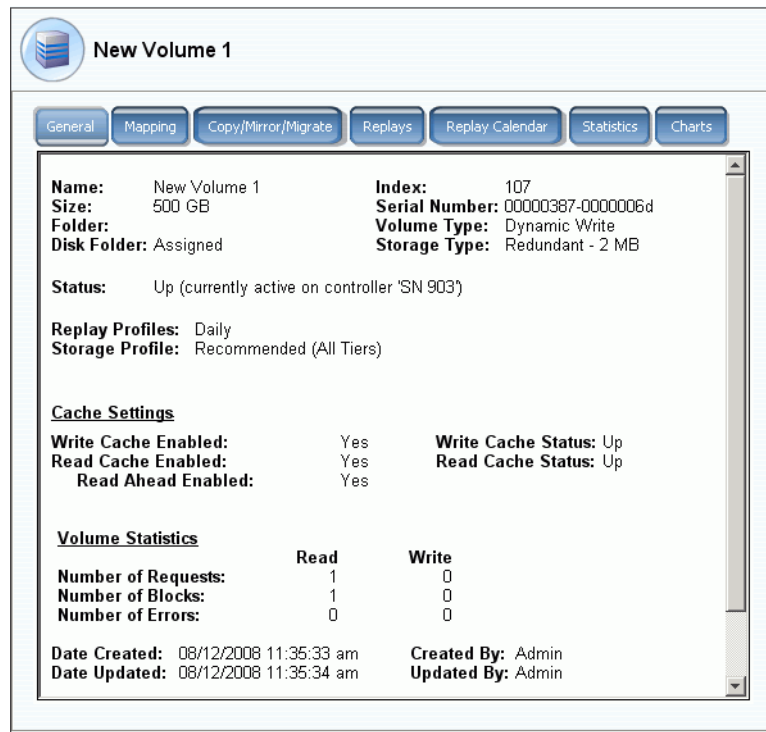 New Volume 1
General Mapping Copy/Mirror/Migrate Replays Replay Calendar Statistics Charts
Name: New Volume 1 Index: 107
Size: 500 GB Serial Number: 00000387-0000006d
Folder: Volume Type: Dynamic Write
Disk Folder: Assigned Storage Type: Redundant - 2 MB
Status: Up (currently active on controller 'SN 903')
Replay Profiles: Daily
Storage Profile: Recommended (All Tiers)
Cache Settings
Write Cache Enabled: Yes Write Cache Status: Up
Read Cache Enabled: Yes Read Cache Status: Up
Read Ahead Enabled: Yes
Volume Statistics
Read Write
Number of Requests: 1 0
Number of Blocks: 1 0
Number of Errors: 0 0
Date Created: 08/12/2008 11:35:33 am Created By: Admin
Date Updated: 08/12/2008 11:35:34 am Updated By: Admin